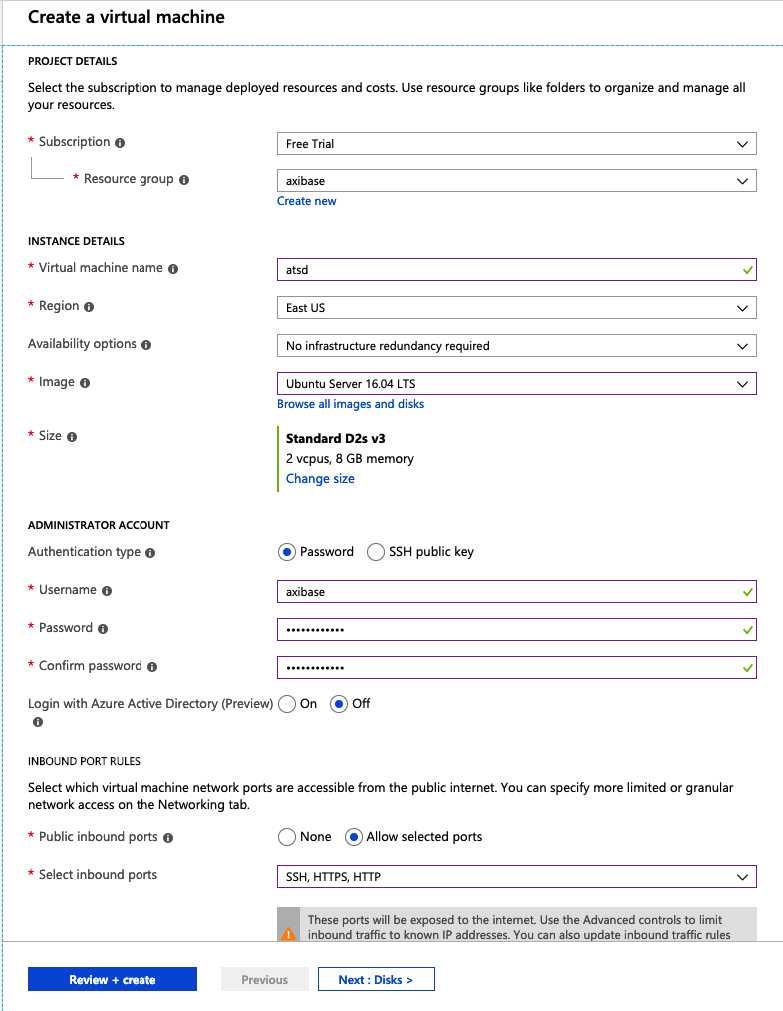 Create a virtual machine
PROJECT DETAILS
Select the subscription to manage deployed resources and costs. Use resource groups like folders to organize and manage all
your resources.
* Subscription
Free Trial
* Resource group
axibase
Create new
INSTANCE DETAILS
* Virtual machine name
atsd
* Region
East US
Availability options
No infrastructure redundancy required
* Image
Ubuntu Server 16.04 LTS
Browse all images and disks
* Size
Standard D2s v3
2 vcpus, 8 GB memory
Change size
ADMINISTRATOR ACCOUNT
Authentication type
Password SSH public key
* Username
axibase
* Password
••••••••••••
* Confirm password
••••••••••••
Login with Azure Active Directory (Preview) On Off
INBOUND PORT RULES
Select which virtual machine network ports are accessible from the public internet. You can specify more limited or granular
network access on the Networking tab.
* Public inbound ports
None Allow selected ports
* Select inbound ports
SSH, HTTPS, HTTP
These ports will be exposed to the internet. Use the Advanced controls to limit
inbound traffic to known IP addresses. You can also update inbound traffic rules
Review + create Previous Next : Disks >